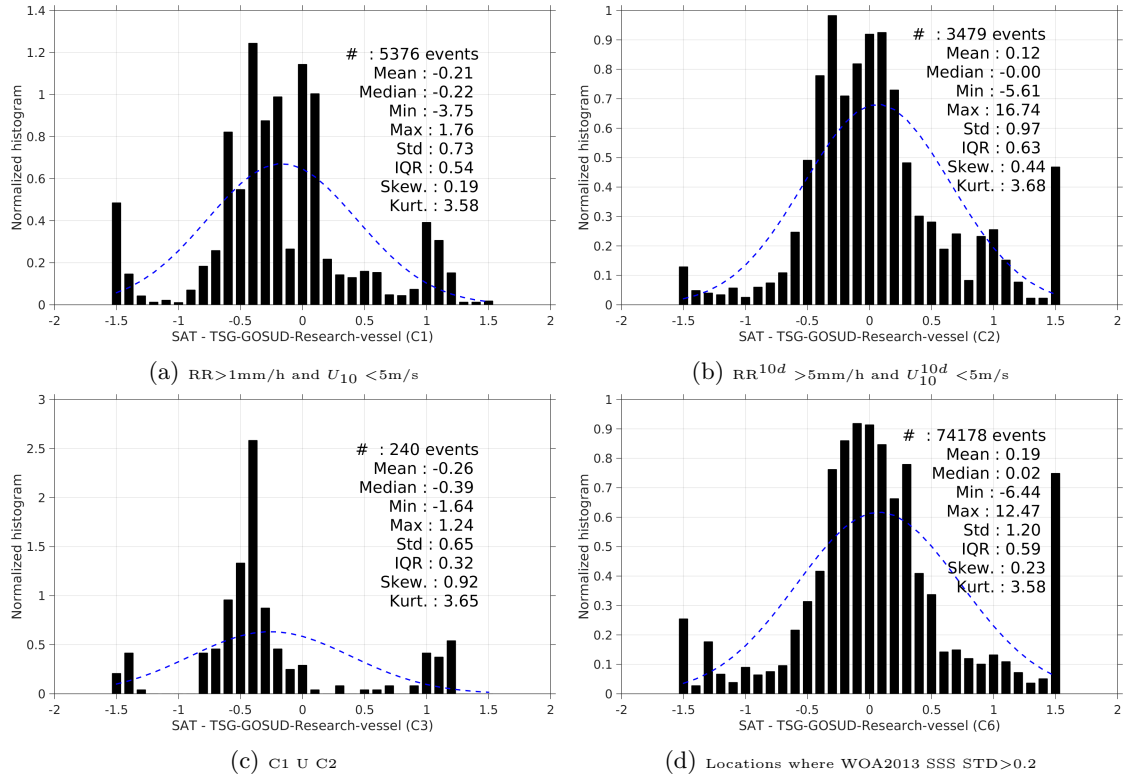 1.4
1.2
1
0.8
0.6
0.4
0.2
0
Normalized histogram
# : 5376 events
Mean : -0.21
Median : -0.22
Min : -3.75
Max : 1.76
Std : 0.73
IQR : 0.54
Skew. : 0.19
Kurt. : 3.58
-2 -1.5 -1 -0.5 0 0.5 1 1.5 2
SAT - TSG-GOSUD-Research-vessel (C1)
(a) RR>1mm/h and U10 <5m/s
1
0.9
0.8
0.7
0.6
0.5
0.4
0.3
0.2
0.1
0
Normalized histogram
# : 3479 events
Mean : 0.12
Median : -0.00
Min : -5.61
Max : 16.74
Std : 0.97
IQR : 0.63
Skew. : 0.44
Kurt. : 3.68
-2 -1.5 -1 -0.5 0 0.5 1 1.5 2
SAT - TSG-GOSUD-Research-vessel (C2)
(b) RR^10d >5mm/h and U10^10d <5m/s
3
2.5
2
1.5
1
0.5
0
Normalized histogram
# : 240 events
Mean : -0.26
Median : -0.39
Min : -1.64
Max : 1.24
Std : 0.65
IQR : 0.32
Skew. : 0.92
Kurt. : 3.65
-2 -1.5 -1 -0.5 0 0.5 1 1.5 2
SAT - TSG-GOSUD-Research-vessel (C3)
(c) C1 U C2
1
0.9
0.8
0.7
0.6
0.5
0.4
0.3
0.2
0.1
0
Normalized histogram
# : 74178 events
Mean : 0.19
Median : 0.02
Min : -6.44
Max : 12.47
Std : 1.20
IQR : 0.59
Skew. : 0.23
Kurt. : 3.58
-2 -1.5 -1 -0.5 0 0.5 1 1.5 2
SAT - TSG-GOSUD-Research-vessel (C6)
(d) Locations where WOA2013 SSS STD>0.2